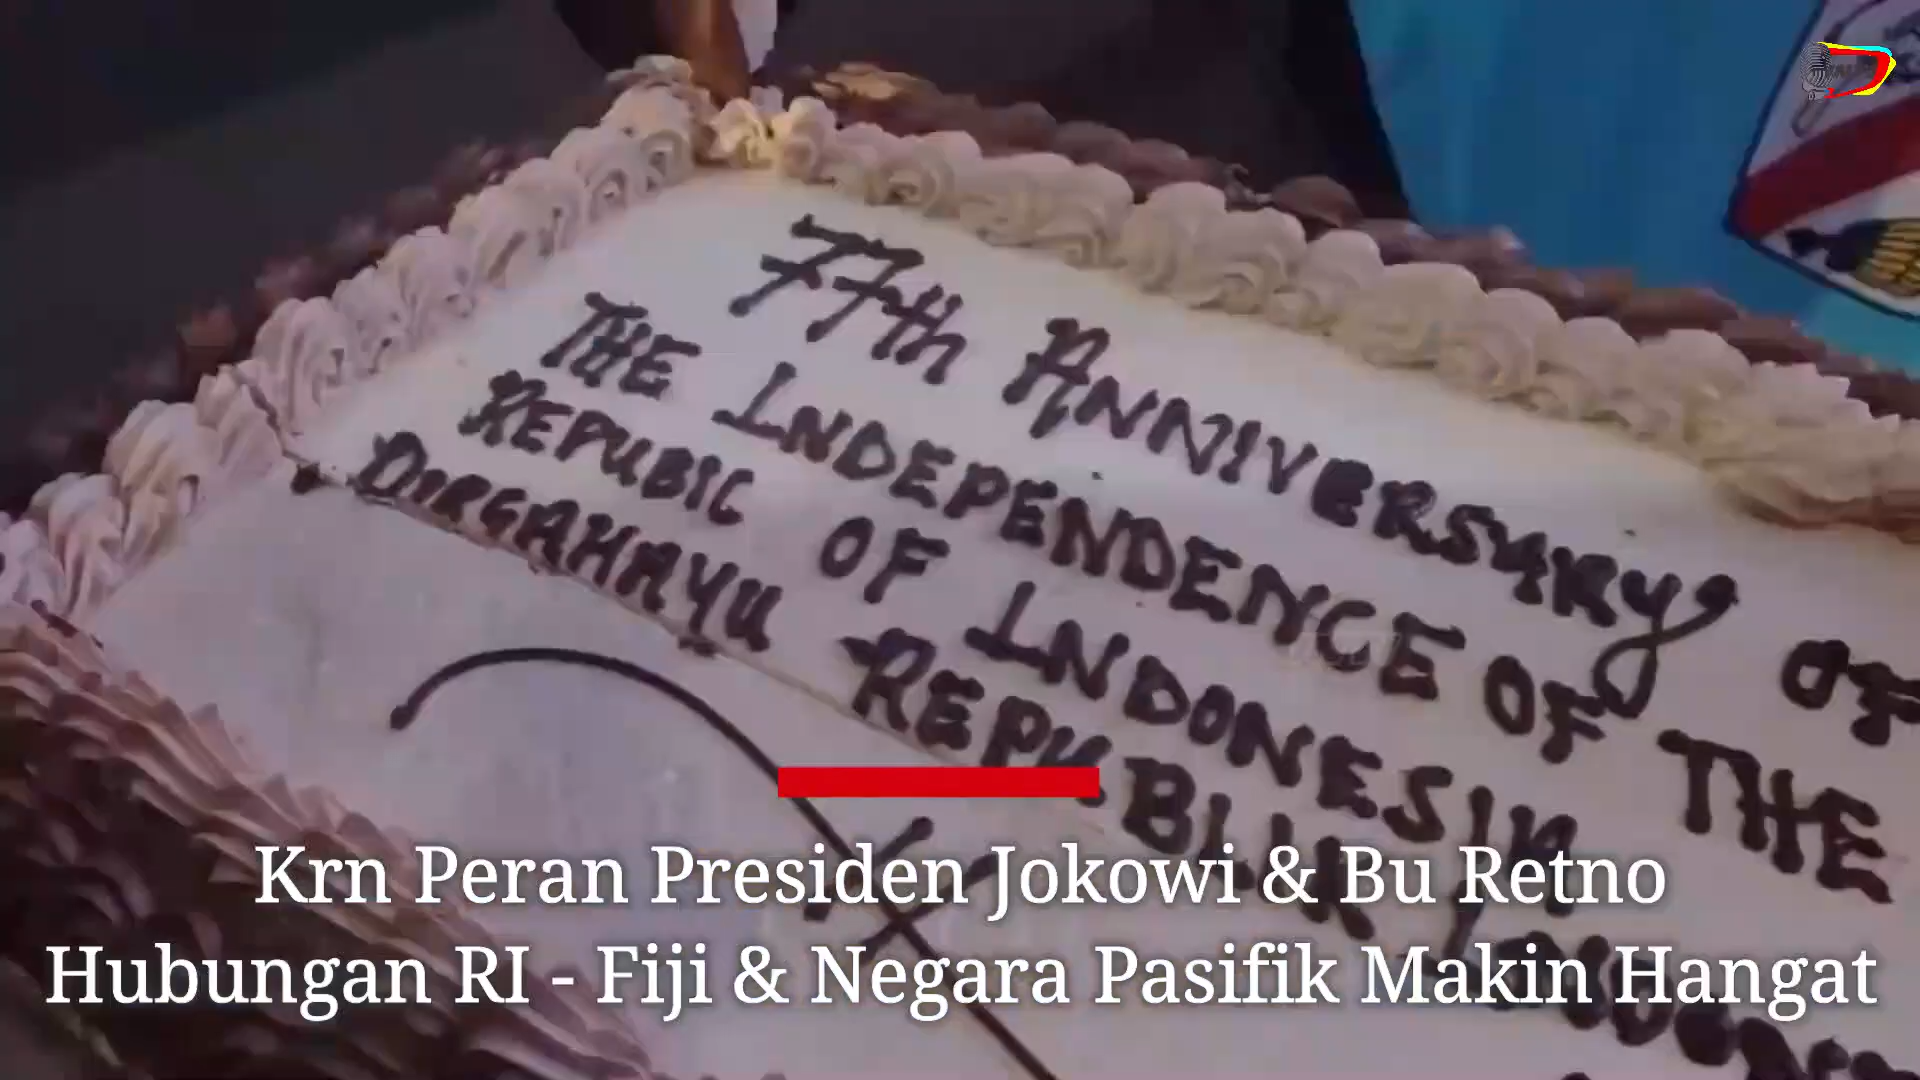 77th Anniversary of
THE INDEPENDENCE OF THE
REPUBIC OF INDONESIA
DIRGAHAYU REPUBLIK
Krn Peran Presiden Jokowi & Bu Retno
Hubungan RI - Fiji & Negara Pasifik Makin Hangat